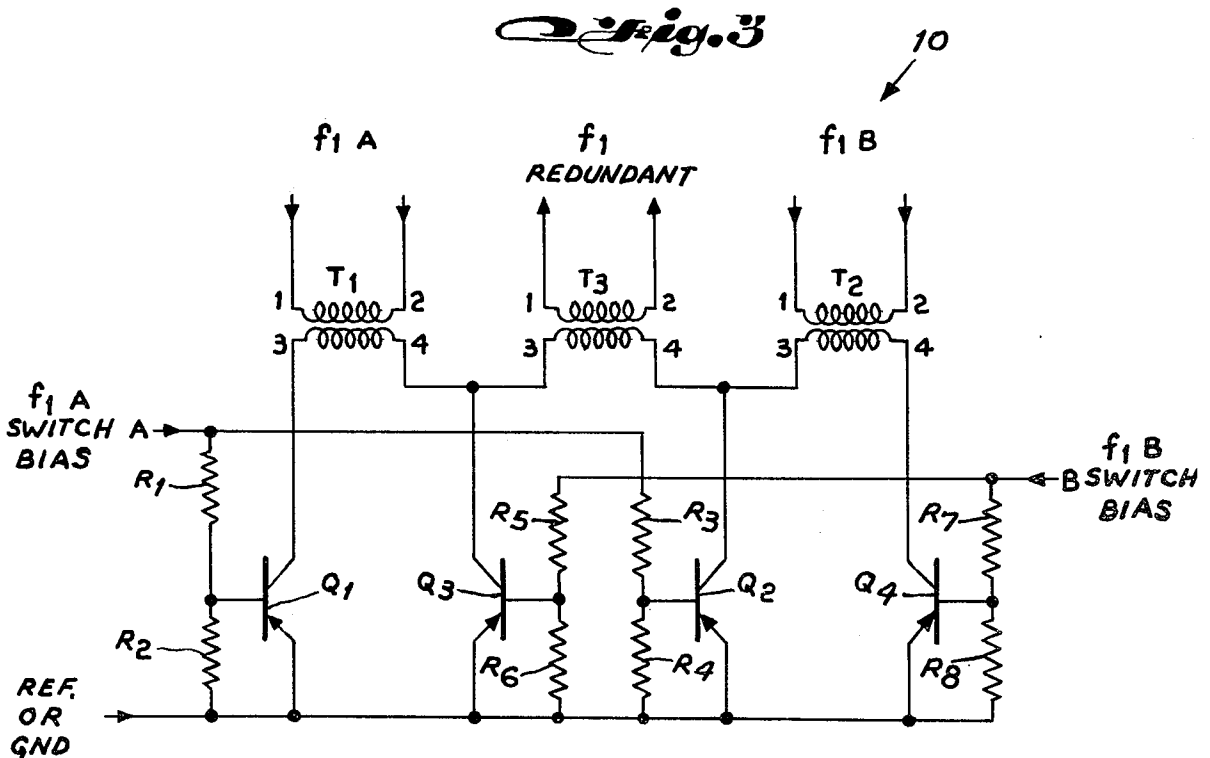 Fig. 3
10
f1 A
f1
REDUNDANT
f1 B
T1
T3
T2
1 2
1 2
1 2
3 4
3 4
3 4
f1 A
SWITCH A
BIAS
f1 B
B SWITCH
BIAS
R1
R5
R3
R7
Q1
Q3
Q2
Q4
R2
R6
R4
R8
REF.
OR
GND